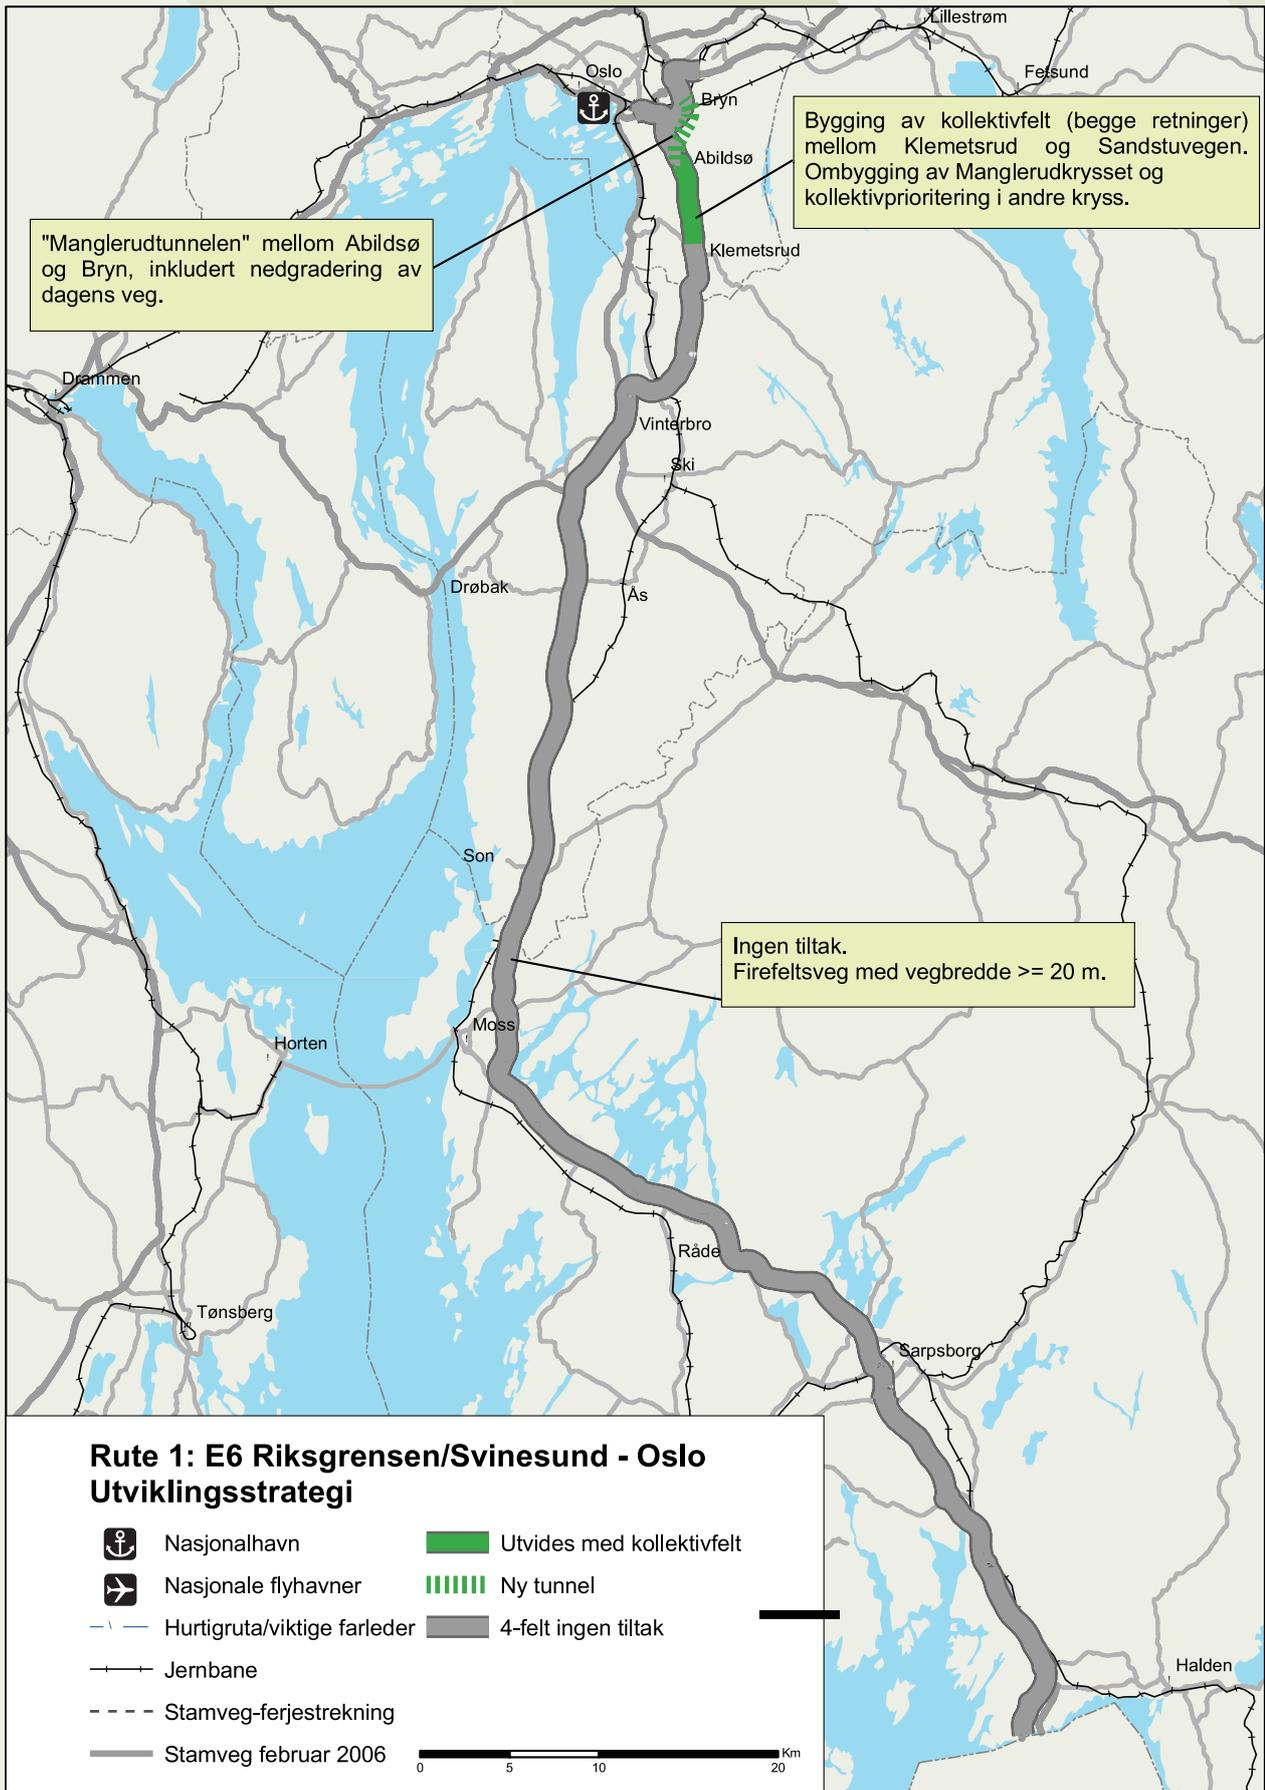 Lillestrøm
Oslo
Fetsund
Bryn
Bygging av kollektivfelt (begge retninger)
mellom Klemetsrud og Sandstuvegen.
Ombygging av Manglerudkrysset og
kollektivprioritering i andre kryss.
Abildsø
"Manglerudtunnelen" mellom Abildsø
og Bryn, inkludert nedgradering av
dagens veg.
Klemetsrud
Drammen
Vinterbro
Ski
Drøbak
Ås
Son
Ingen tiltak.
Firefeltsveg med vegbredde >= 20 m.
Moss
Horten
Råde
Tønsberg
Sarpsborg
Halden
Rute 1: E6 Riksgrensen/Svinesund - Oslo
Utviklingsstrategi
Nasjonalhavn
Nasjonale flyhavner
Hurtigruta/viktige farleder
Jernbane
Stamveg-ferjestrekning
Stamveg februar 2006
Utvides med kollektivfelt
Ny tunnel
4-felt ingen tiltak
Km
0 5 10 20